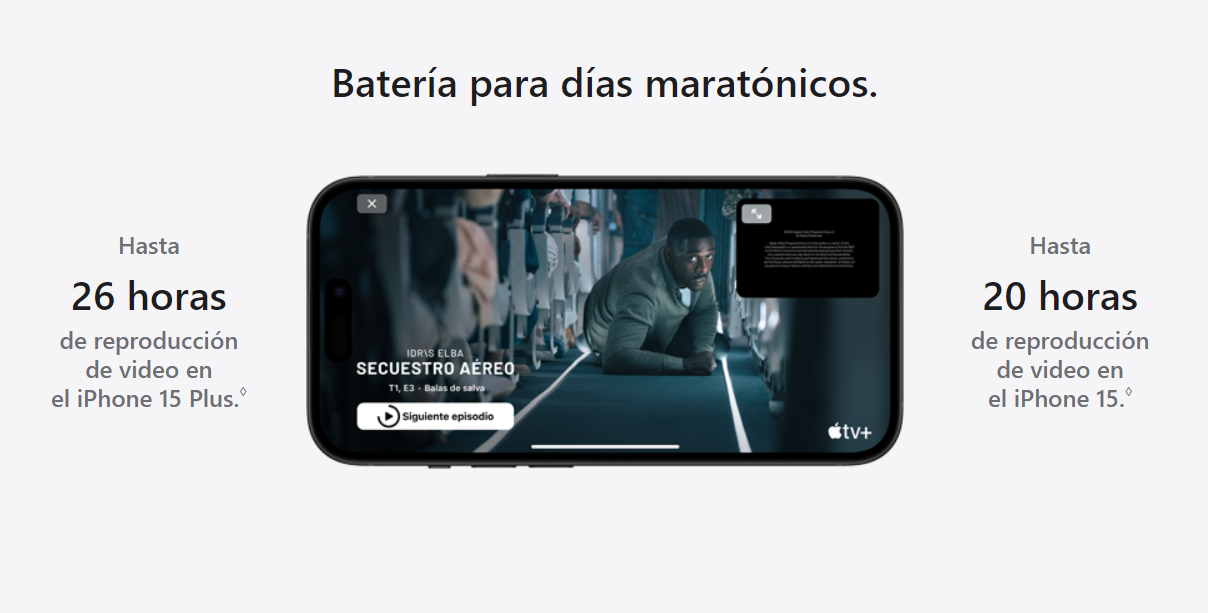 Batería para días maratónicos.
Hasta
26 horas
de reproducción
de video en
el iPhone 15 Plus.◊
IDRIS ELBA
SECUESTRO AÉREO
T1, E3 · Balas de salva
Siguiente episodio
tv+
Hasta
20 horas
de reproducción
de video en
el iPhone 15.◊